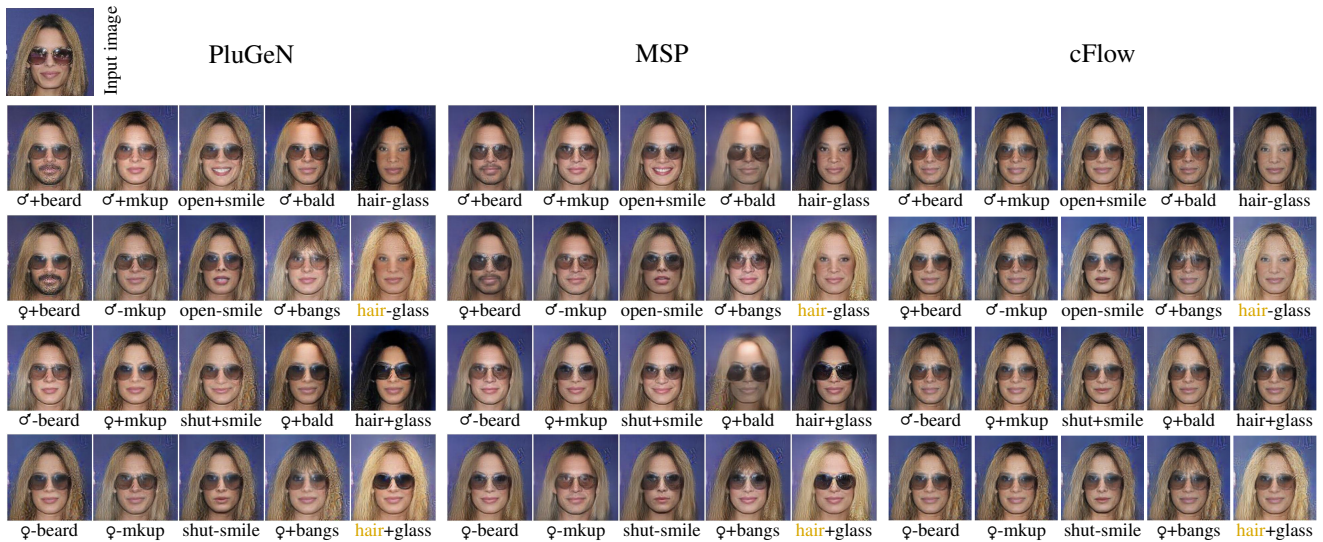 Input image
PluGeN MSP cFlow
♂+beard ♂+mkup open+smile ♂+bald hair-glass ♂+beard ♂+mkup open+smile ♂+bald hair-glass ♂+beard ♂+mkup open+smile ♂+bald hair-glass
♀+beard ♂-mkup open-smile ♂+bangs hair-glass ♀+beard ♂-mkup open-smile ♂+bangs hair-glass ♀+beard ♂-mkup open-smile ♂+bangs hair-glass
♂-beard ♀+mkup shut+smile ♀+bald hair+glass ♂-beard ♀+mkup shut+smile ♀+bald hair+glass ♂-beard ♀+mkup shut+smile ♀+bald hair+glass
♀-beard ♀-mkup shut-smile ♀+bangs hair+glass ♀-beard ♀-mkup shut-smile ♀+bangs hair+glass ♀-beard ♀-mkup shut-smile ♀+bangs hair+glass